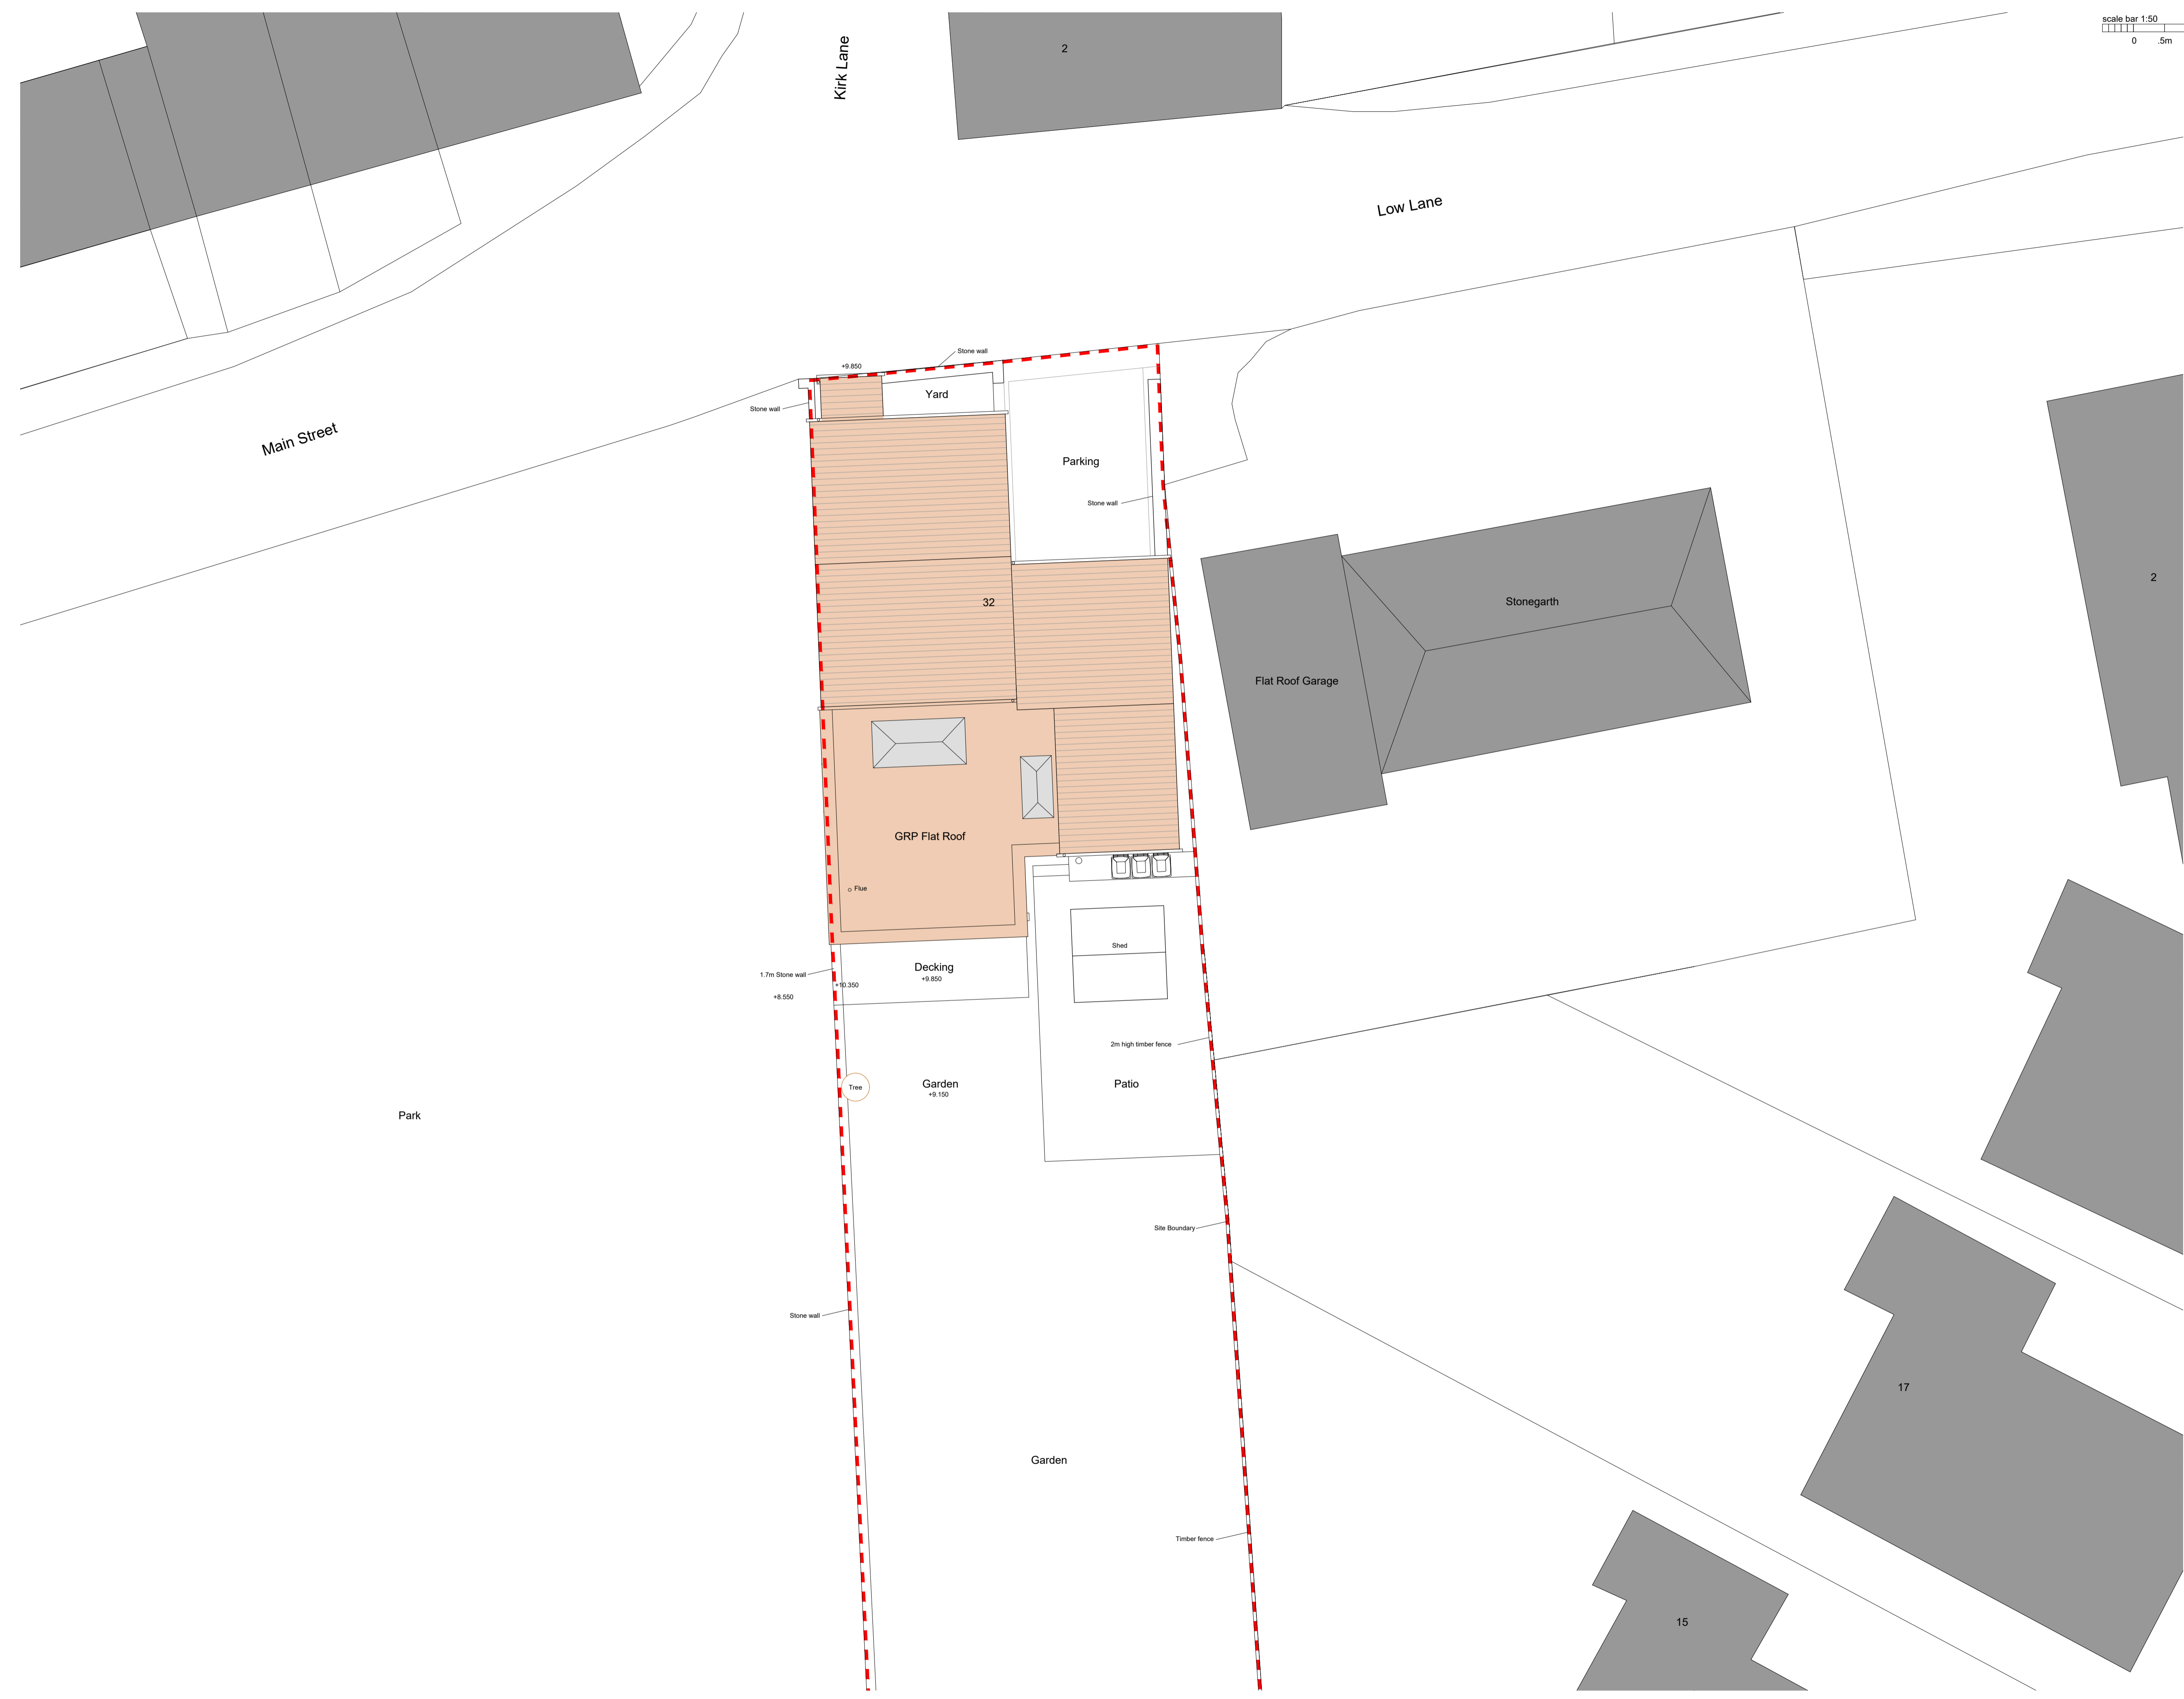 scale bar 1:50
0 .5m
Kirk Lane
2
Low Lane
Main Street
Stone wall
+9.850
Yard
Stone wall
Parking
Stone wall
32
Stonegarth
2
Flat Roof Garage
GRP Flat Roof
Flue
Shed
Decking
+9.850
1.7m Stone wall
+10.350
+8.550
2m high timber fence
Tree
Garden
+9.150
Patio
Park
Site Boundary
Stone wall
17
Garden
Timber fence
15